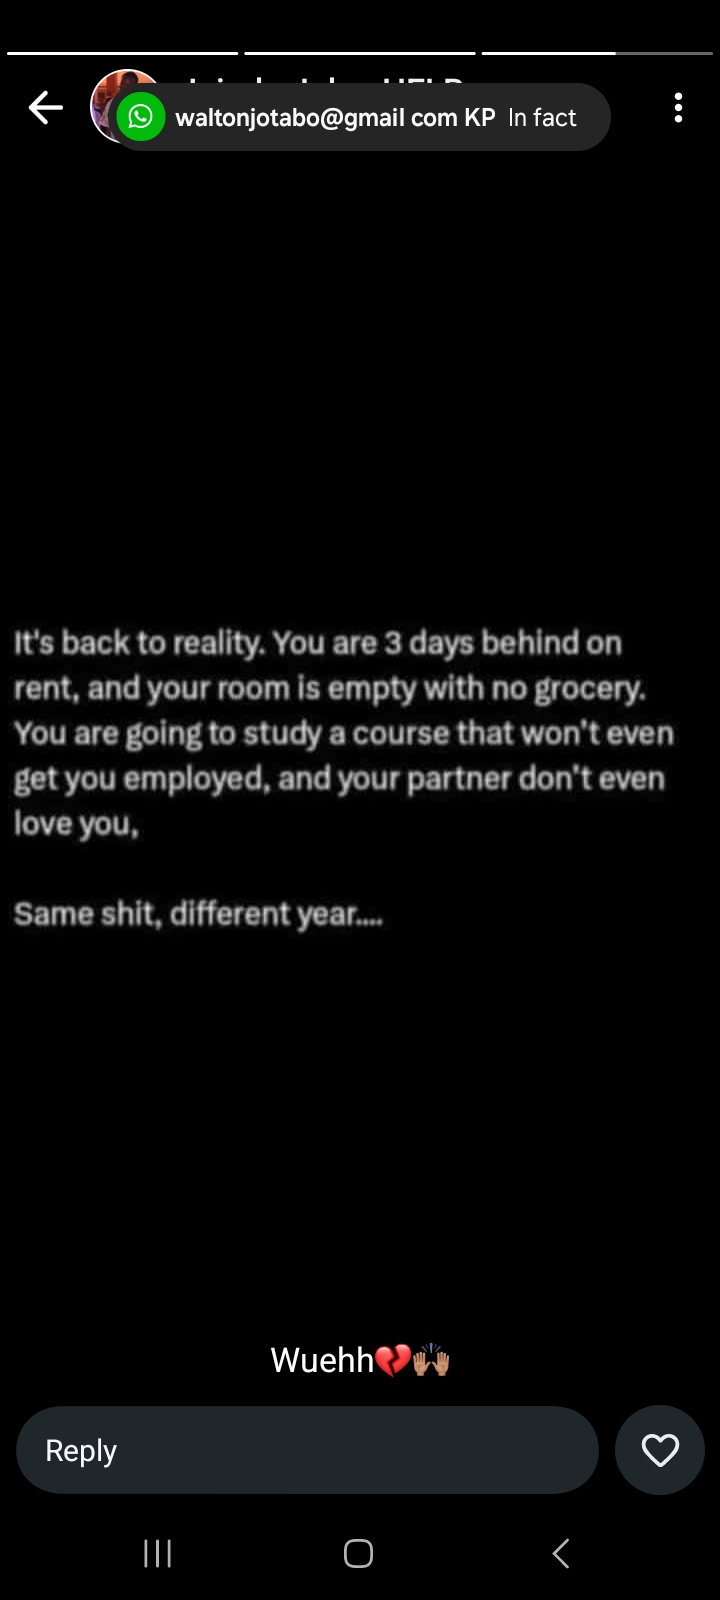 waltonjotabo@gmail com KP In fact
It's back to reality. You are 3 days behind on
rent, and your room is empty with no grocery.
You are going to study a course that won't even
get you employed, and your partner don't even
love you,
Same shit, different year....
Wuehh💔🙌🏽
Reply